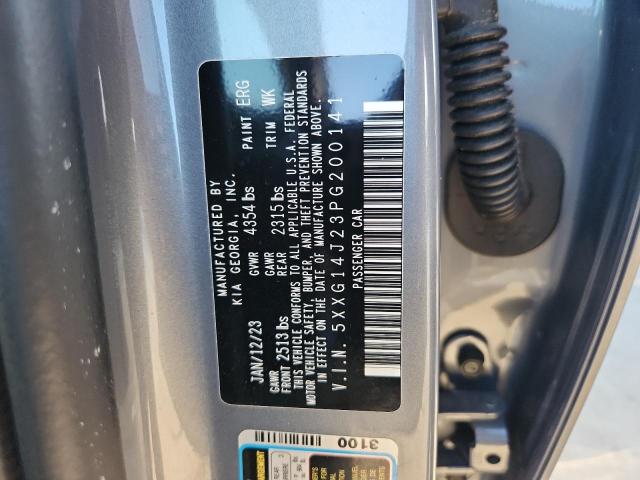 MANUFACTURED BY
KIA GEORGIA, INC.
JAN/12/23 GVWR 4354 lbs PAINT ERG
GAWR GAWR
FRONT 2513 lbs REAR 2315 lbs TRIM WK
THIS VEHICLE CONFORMS TO ALL APPLICABLE U.S.A. FEDERAL
MOTOR VEHICLE SAFETY, BUMPER, AND THEFT PREVENTION STANDARDS
IN EFFECT ON THE DATE OF MANUFACTURE SHOWN ABOVE.
V.I.N. 5XXG14J23PG200141
PASSENGER CAR
3100